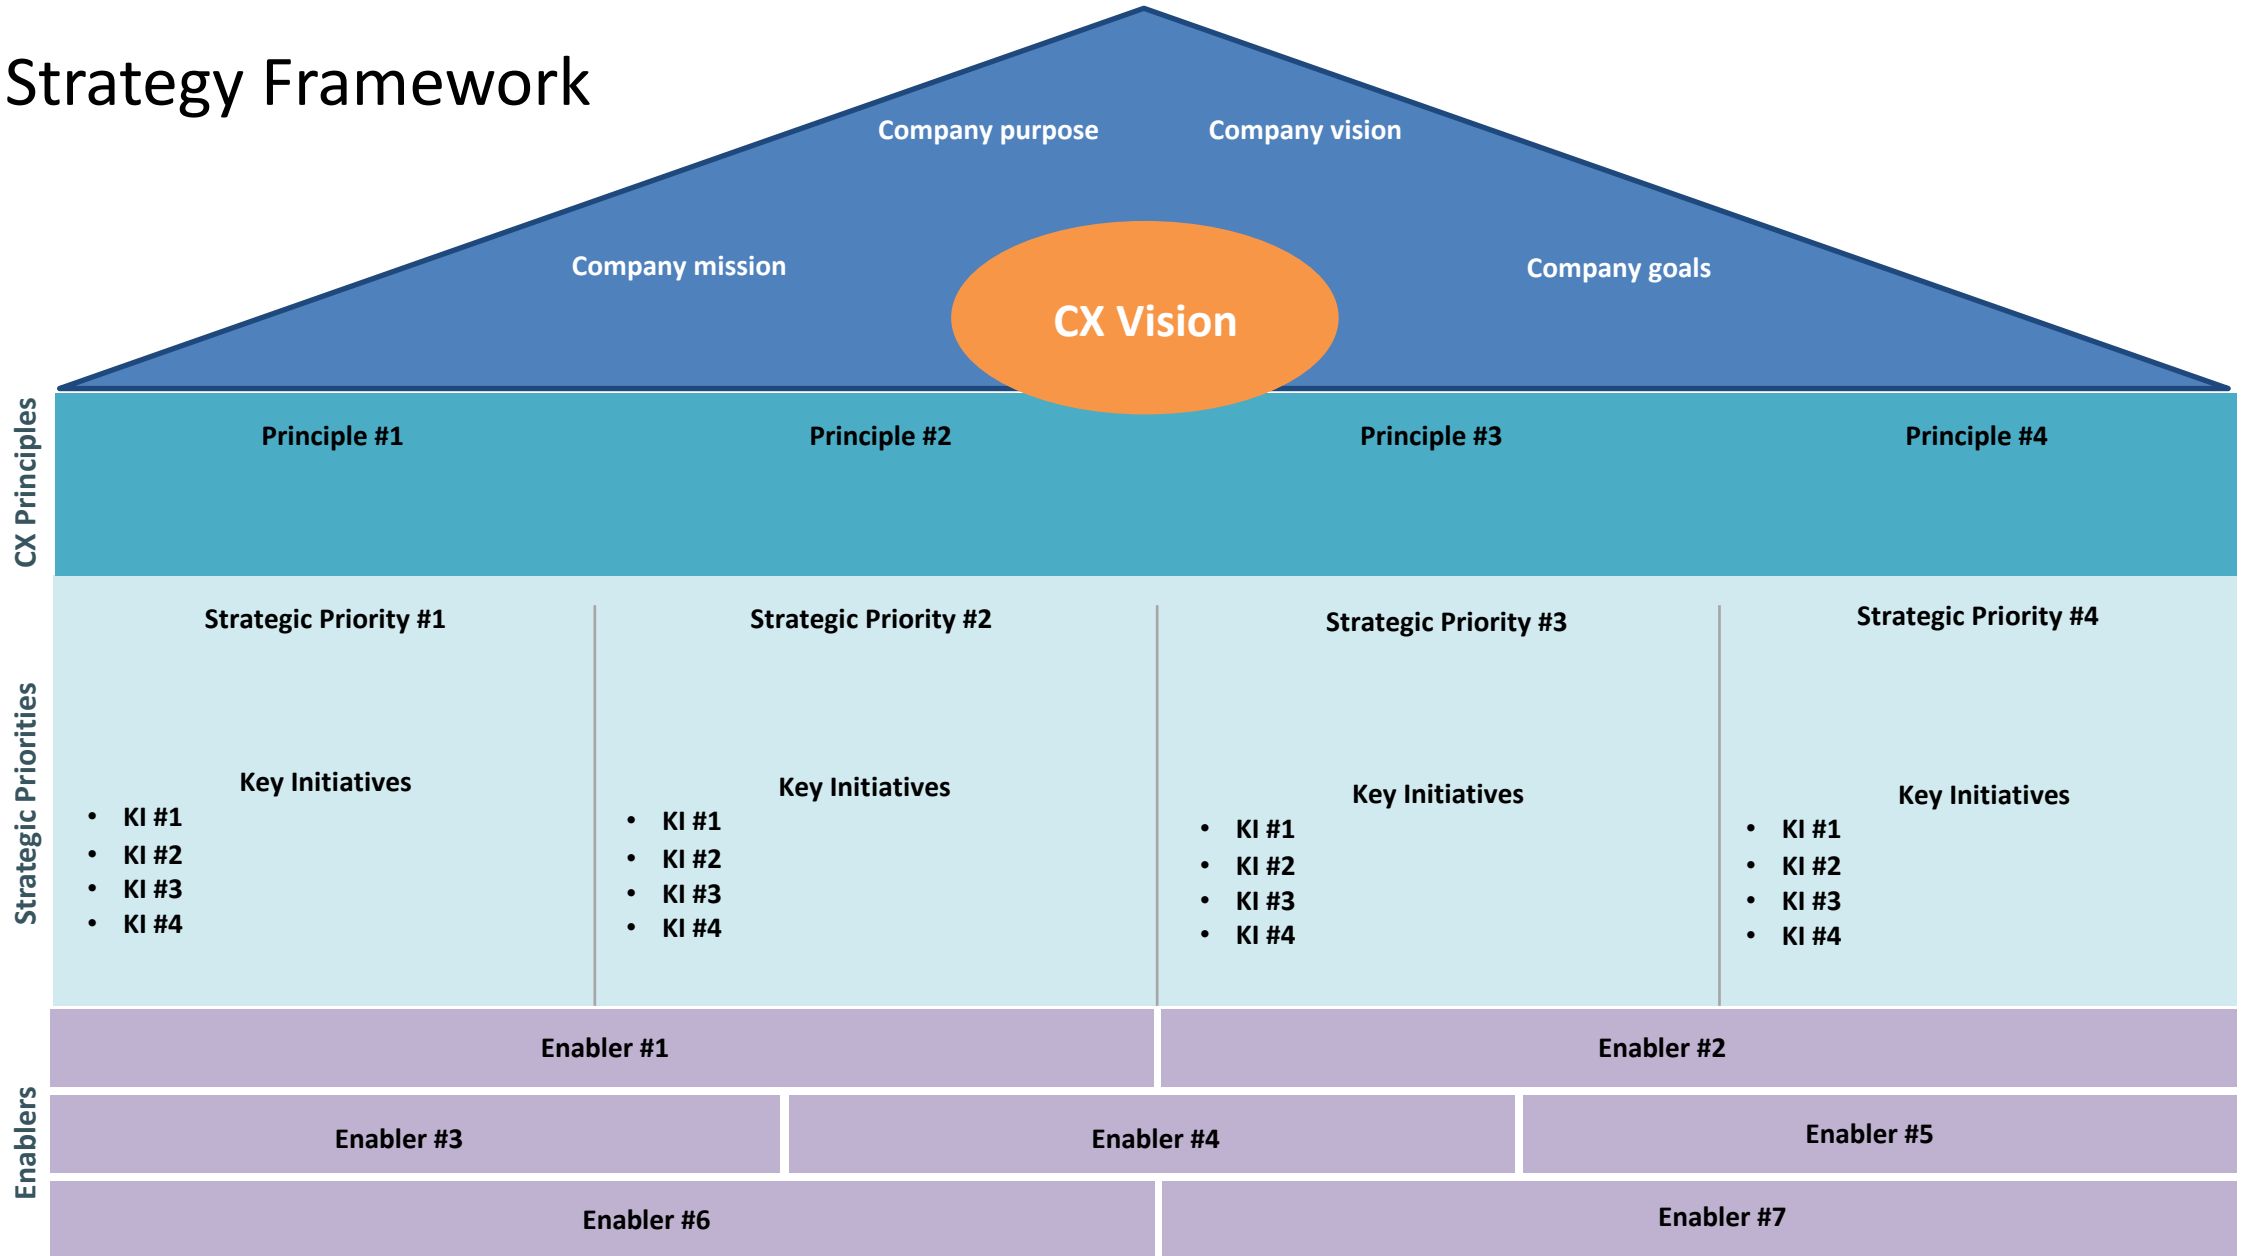 Strategy Framework
Company purpose
Company vision
Company mission
Company goals
CX Vision
CX Principles
Principle #1
Principle #2
Principle #3
Principle #4
Strategic Priorities
Strategic Priority #1
Key Initiatives
• KI #1
• KI #2
• KI #3
• KI #4
Strategic Priority #2
Key Initiatives
• KI #1
• KI #2
• KI #3
• KI #4
Strategic Priority #3
Key Initiatives
• KI #1
• KI #2
• KI #3
• KI #4
Strategic Priority #4
Key Initiatives
• KI #1
• KI #2
• KI #3
• KI #4
Enablers
Enabler #1
Enabler #2
Enabler #3
Enabler #4
Enabler #5
Enabler #6
Enabler #7